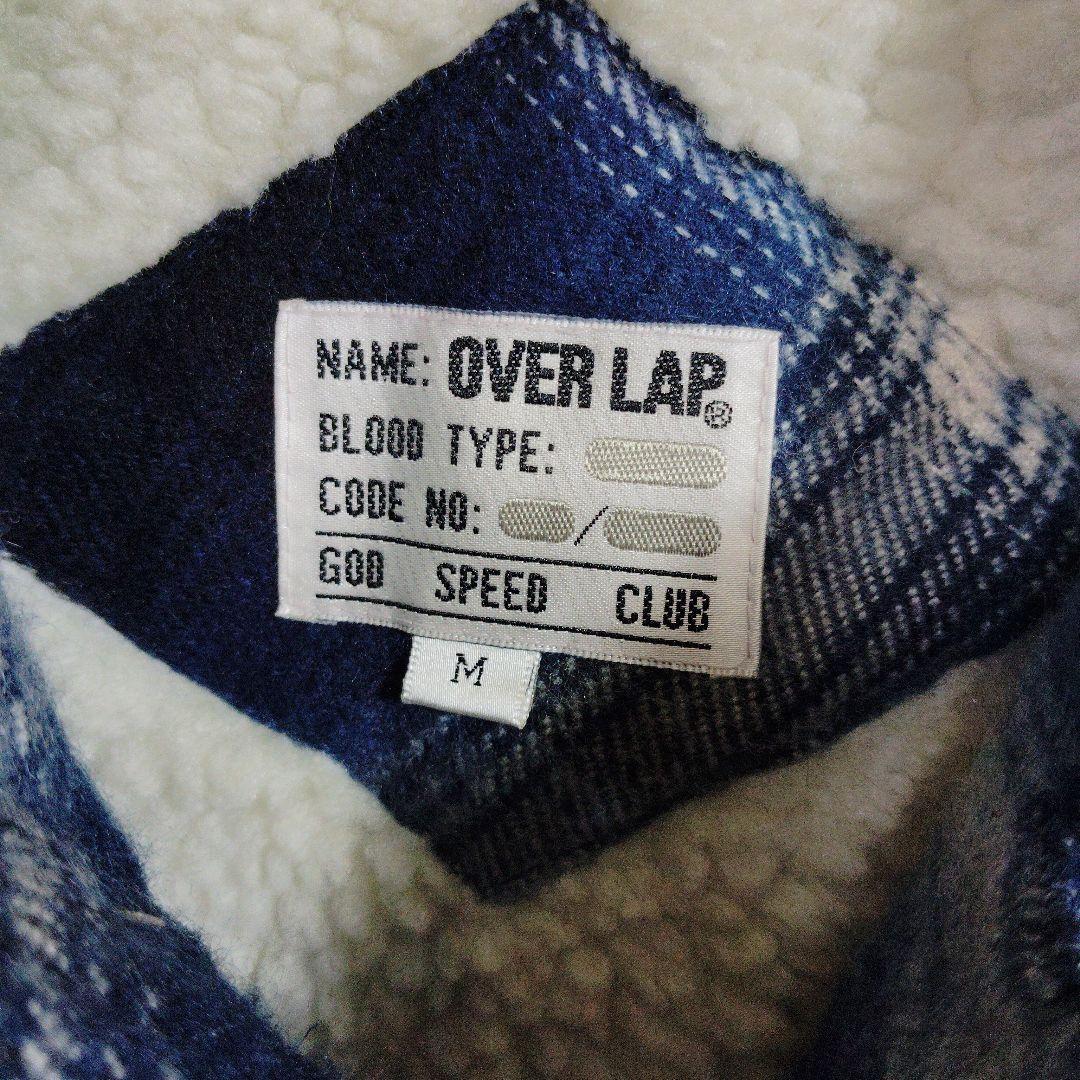 NAME: OVER LAP®
BLOOD TYPE:
CODE NO: /
GOD SPEED CLUB
M